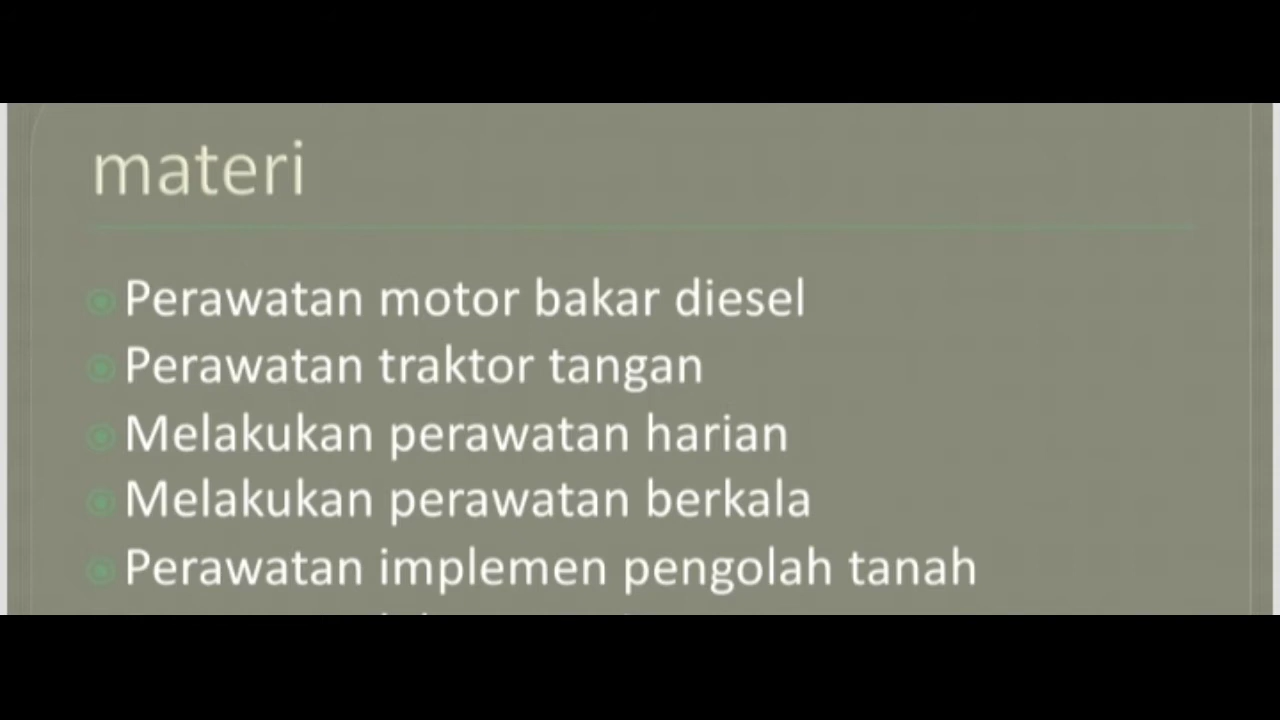 materi
Perawatan motor bakar diesel
Perawatan traktor tangan
Melakukan perawatan harian
Melakukan perawatan berkala
Perawatan implemen pengolah tanah